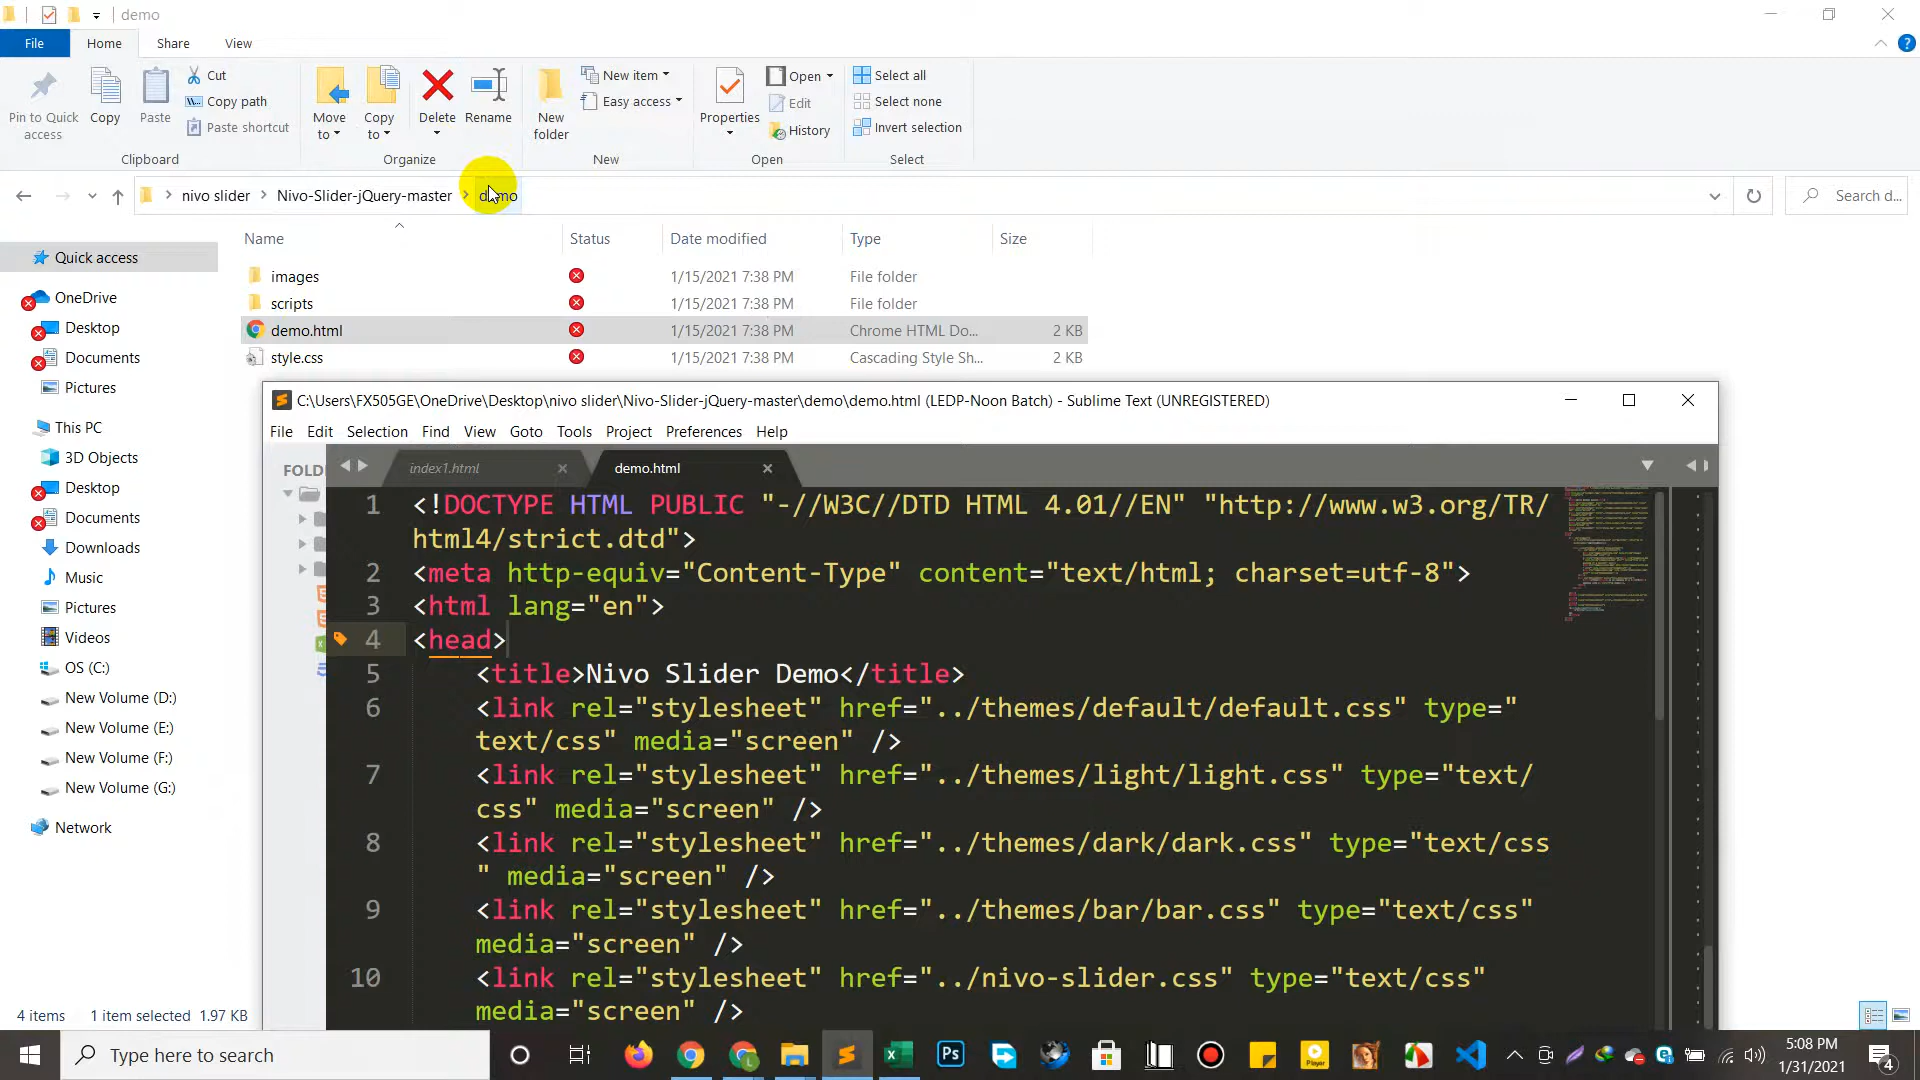 demo
File Home Share View
Pin to Quick access
Copy
Paste
Cut
Copy path
Paste shortcut
Clipboard
Move to
Copy to
Delete
Rename
Organize
New folder
New item
Easy access
New
Properties
Open
Edit
History
Open
Select all
Select none
Invert selection
Select
nivo slider > Nivo-Slider-jQuery-master > demo
Search d...
Name Status Date modified Type Size
images 1/15/2021 7:38 PM File folder
scripts 1/15/2021 7:38 PM File folder
demo.html 1/15/2021 7:38 PM Chrome HTML Do... 2 KB
style.css 1/15/2021 7:38 PM Cascading Style Sh... 2 KB
Quick access
OneDrive
Desktop
Documents
Pictures
This PC
3D Objects
Desktop
Documents
Downloads
Music
Pictures
Videos
OS (C:)
New Volume (D:)
New Volume (E:)
New Volume (F:)
New Volume (G:)
Network
4 items 1 item selected 1.97 KB
C:\Users\FX505GE\OneDrive\Desktop\nivo slider\Nivo-Slider-jQuery-master\demo\demo.html (LEDP-Noon Batch) - Sublime Text (UNREGISTERED)
File Edit Selection Find View Goto Tools Project Preferences Help
FOLD
index1.html demo.html
1 <!DOCTYPE HTML PUBLIC "-//W3C//DTD HTML 4.01//EN" "http://www.w3.org/TR/
html4/strict.dtd">
2 <meta http-equiv="Content-Type" content="text/html; charset=utf-8">
3 <html lang="en">
4 <head>
5 <title>Nivo Slider Demo</title>
6 <link rel="stylesheet" href="../themes/default/default.css" type="
text/css" media="screen" />
7 <link rel="stylesheet" href="../themes/light/light.css" type="text/
css" media="screen" />
8 <link rel="stylesheet" href="../themes/dark/dark.css" type="text/css
" media="screen" />
9 <link rel="stylesheet" href="../themes/bar/bar.css" type="text/css"
media="screen" />
10 <link rel="stylesheet" href="../nivo-slider.css" type="text/css"
media="screen" />
Type here to search
Ps
Player
5:08 PM
1/31/2021
4